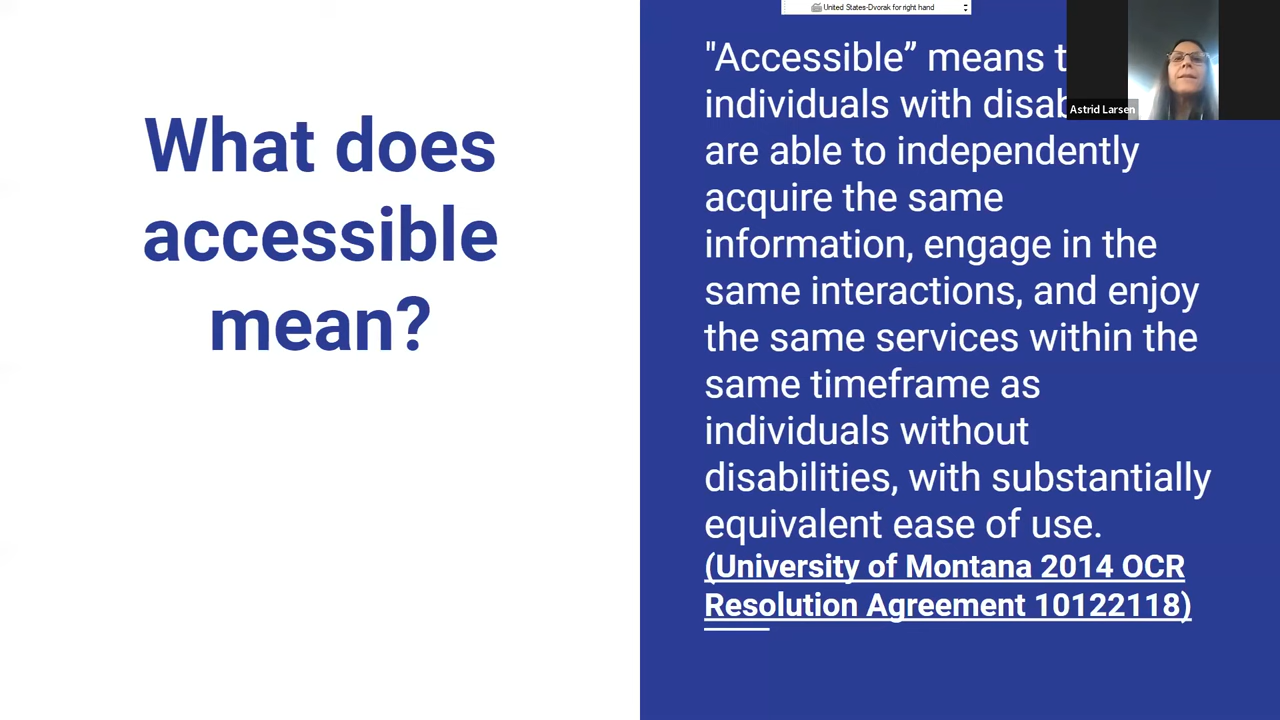 United States-Dvorak for right hand
What does
accessible
mean?
"Accessible” means
individuals with
are able to independently
acquire the same
information, engage in the
same interactions, and enjoy
the same services within the
same timeframe as
individuals without
disabilities, with substantially
equivalent ease of use.
(University of Montana 2014 OCR
Resolution Agreement 10122118)
Astrid Larsen